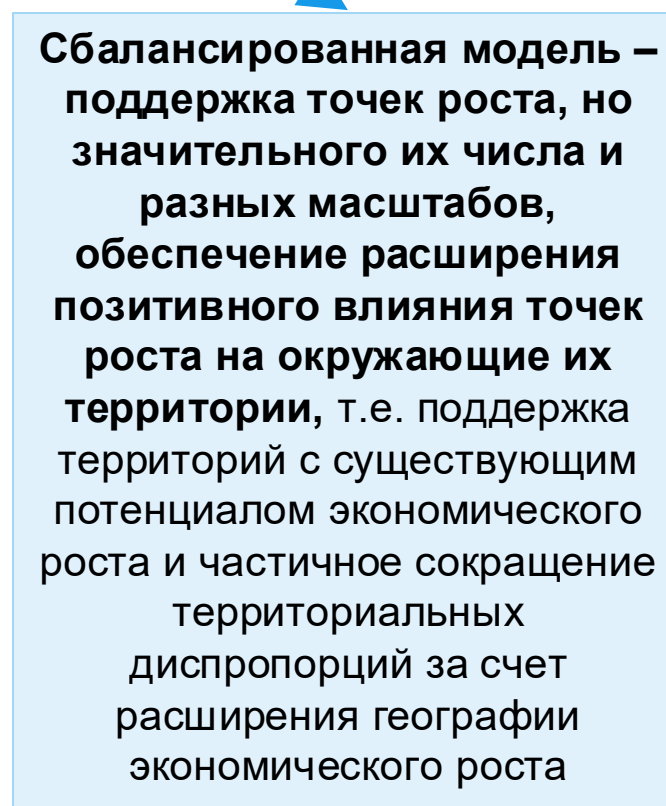 Сбалансированная модель –
поддержка точек роста, но
значительного их числа и
разных масштабов,
обеспечение расширения
позитивного влияния точек
роста на окружающие их
территории, т.е. поддержка
территорий с существующим
потенциалом экономического
роста и частичное сокращение
территориальных
диспропорций за счет
расширения географии
экономического роста